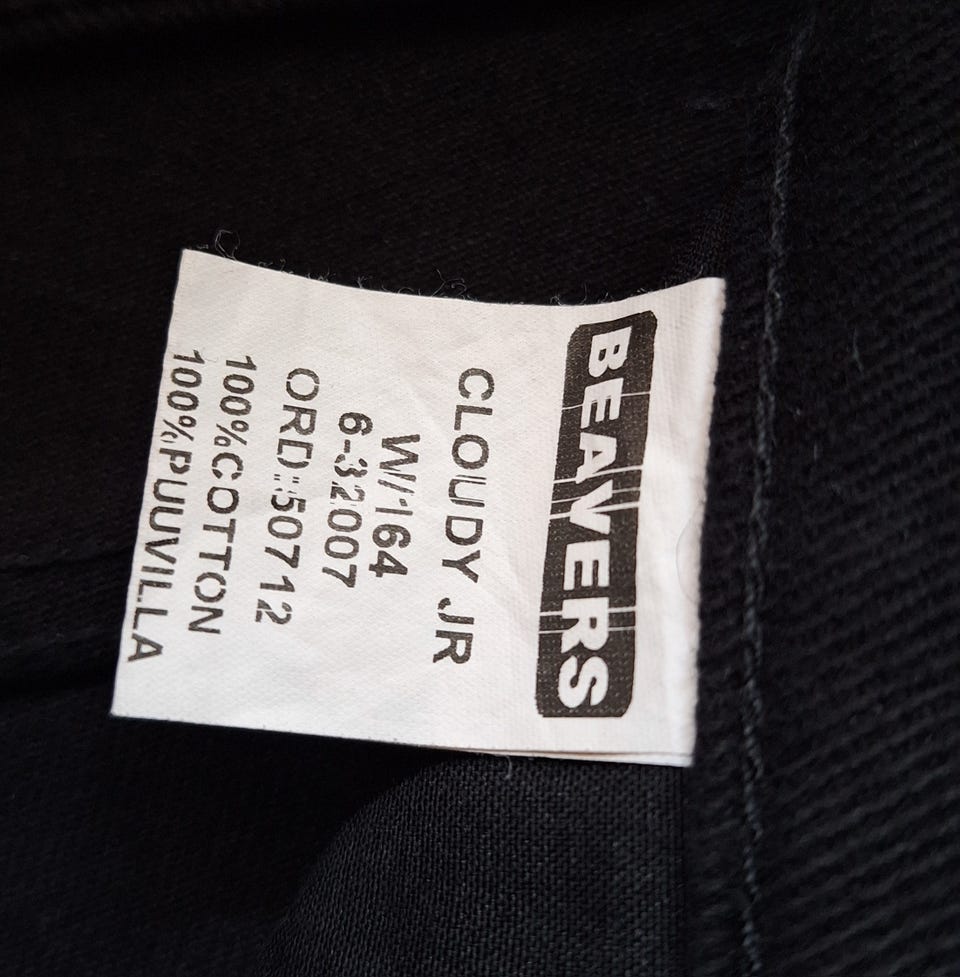 BEAVERS
CLOUDY JR
W/164
6-32007
ORD:50712
100%COTTON
100%PUUVILLA